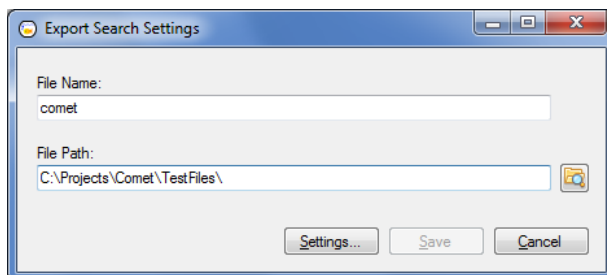 Export Search Settings
File Name:
comet
File Path:
C:\Projects\Comet\TestFiles\
Settings... Save Cancel